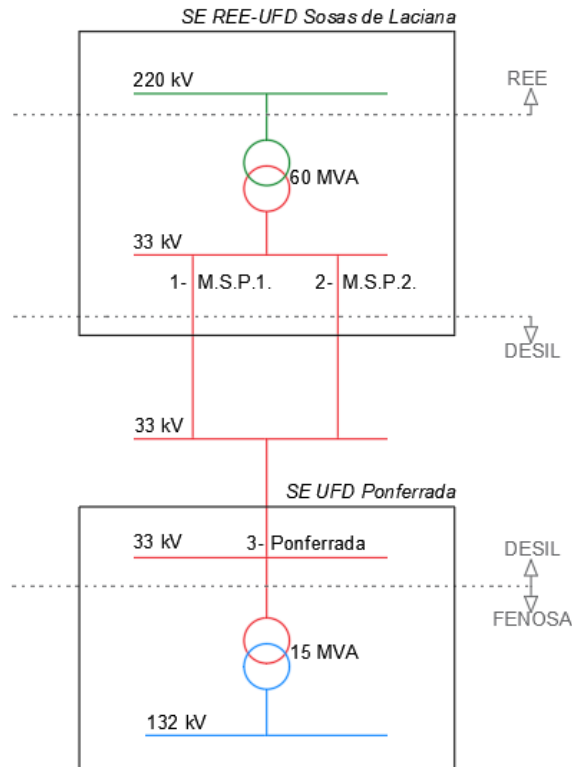 SE REE-UFD Sosas de Laciana
220 kV
REE
60 MVA
33 kV
1- M.S.P.1.
2- M.S.P.2.
DESIL
33 kV
SE UFD Ponferrada
33 kV
3- Ponferrada
DESIL
FENOSA
15 MVA
132 kV